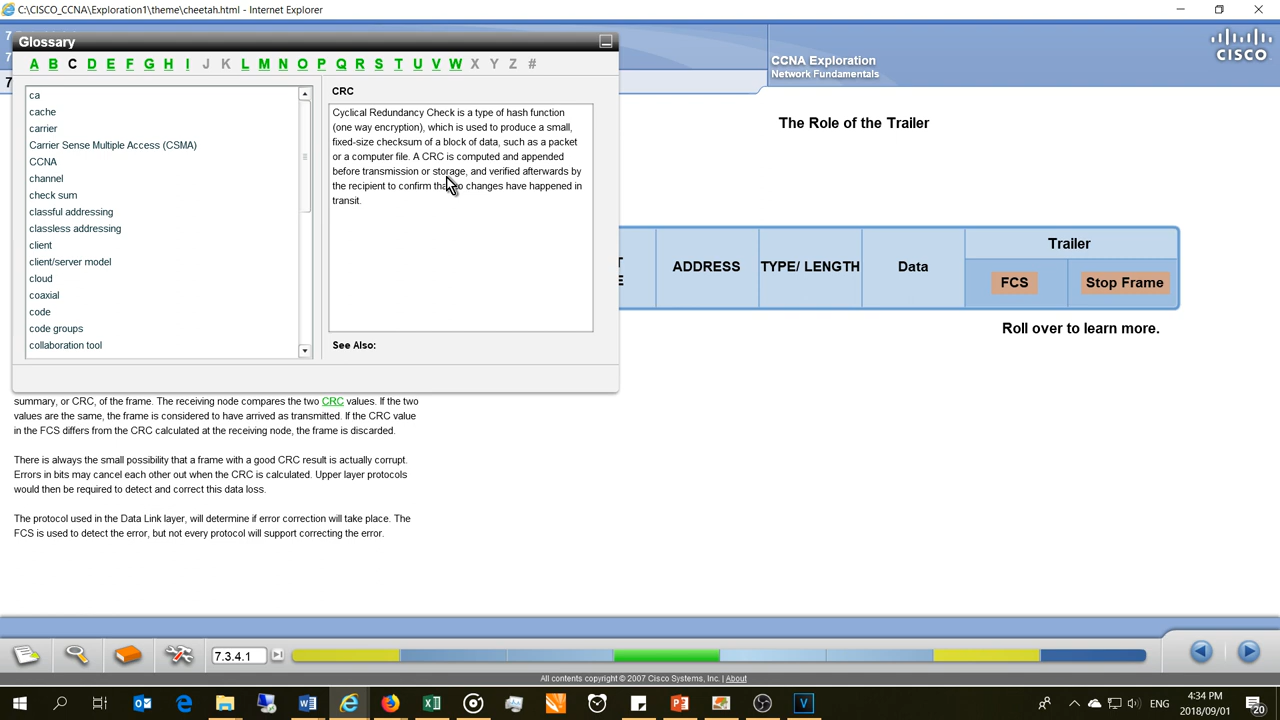 C:\CISCO_CCNA\Exploration1\theme\cheetah.html - Internet Explorer
Glossary
A B C D E F G H I J K L M N O P Q R S T U V W X Y Z #
ca
cache
carrier
Carrier Sense Multiple Access (CSMA)
CCNA
channel
check sum
classful addressing
classless addressing
client
client/server model
cloud
coaxial
code
code groups
collaboration tool
CRC
Cyclical Redundancy Check is a type of hash function
(one way encryption), which is used to produce a small,
fixed-size checksum of a block of data, such as a packet
or a computer file. A CRC is computed and appended
before transmission or storage, and verified afterwards by
the recipient to confirm changes have happened in
transit.
See Also:
CCNA Exploration
Network Fundamentals
CISCO
The Role of the Trailer
ADDRESS
TYPE/ LENGTH
Data
Trailer
FCS
Stop Frame
Roll over to learn more.
summary, or CRC, of the frame. The receiving node compares the two CRC values. If the two
values are the same, the frame is considered to have arrived as transmitted. If the CRC value
in the FCS differs from the CRC calculated at the receiving node, the frame is discarded.
There is always the small possibility that a frame with a good CRC result is actually corrupt.
Errors in bits may cancel each other out when the CRC is calculated. Upper layer protocols
would then be required to detect and correct this data loss.
The protocol used in the Data Link layer, will determine if error correction will take place. The
FCS is used to detect the error, but not every protocol will support correcting the error.
7.3.4.1
All contents copyright © 2007 Cisco Systems, Inc. | About
ENG
4:34 PM
2018/09/01
20